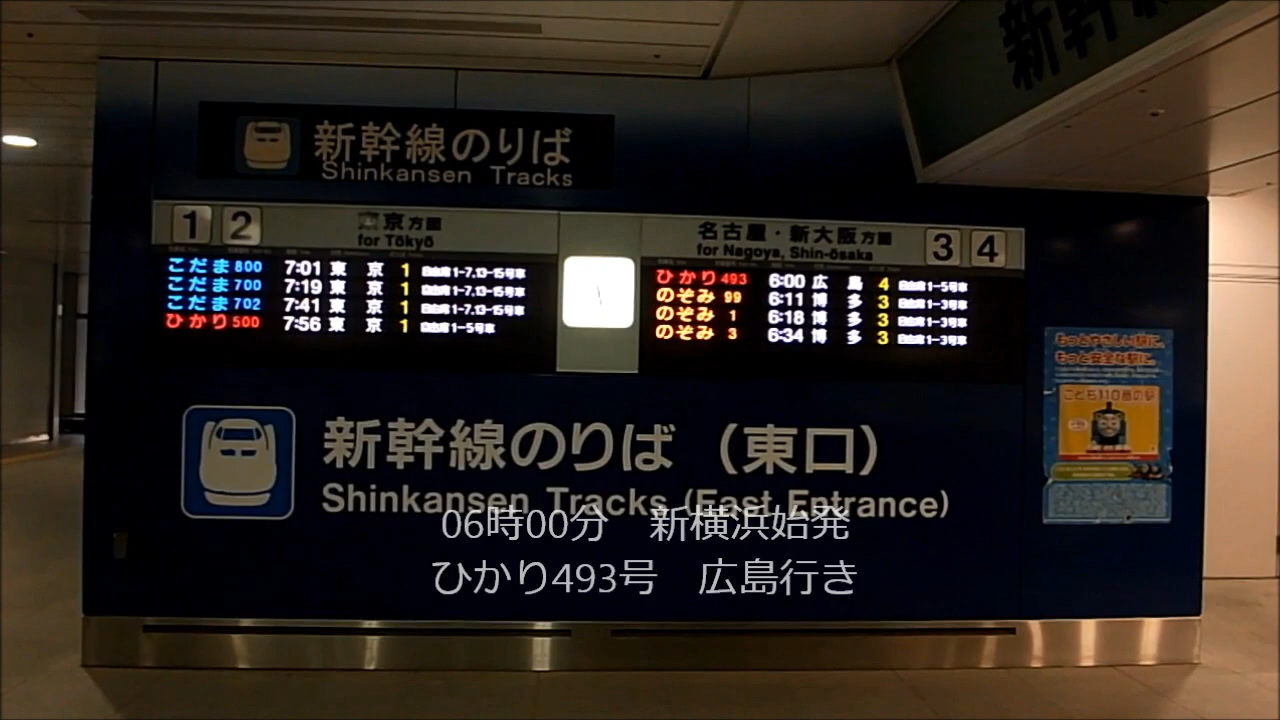 新幹線
新幹線のりば
Shinkansen Tracks
1 2 東京方面
for Tōkyō
名古屋・新大阪方面 3 4
for Nagoya, Shin-ōsaka
こだま 800 7:01 東京 1 自由席1-7,13-15号車
こだま 700 7:19 東京 1 自由席1-7,13-15号車
こだま 702 7:41 東京 1 自由席1-7,13-15号車
ひかり 500 7:56 東京 1 自由席1-5号車
ひかり 493 6:00 広島 4 自由席1-5号車
のぞみ 99 6:11 博多 3 自由席1-3号車
のぞみ 1 6:18 博多 3 自由席1-3号車
のぞみ 3 6:34 博多 3 自由席1-3号車
もっとやさしい駅に、
もっと安全な駅に。
こども110番の駅
新幹線のりば（東口）
Shinkansen Tracks (East Entrance)
06時00分 新横浜始発
ひかり493号 広島行き